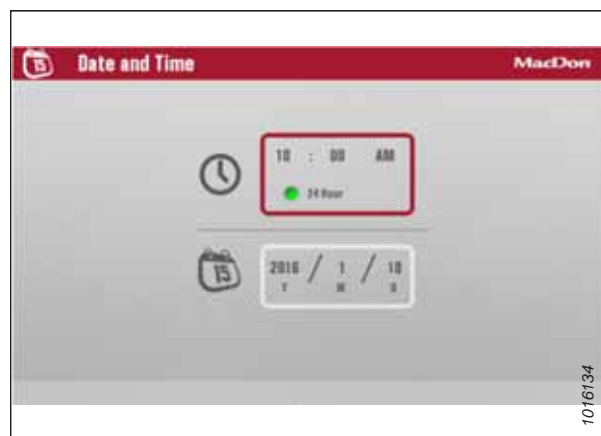 15 Date and Time MacDon
10 : 00 AM
24 Hour
15
2016 / 1 / 18
Y M D
1016134